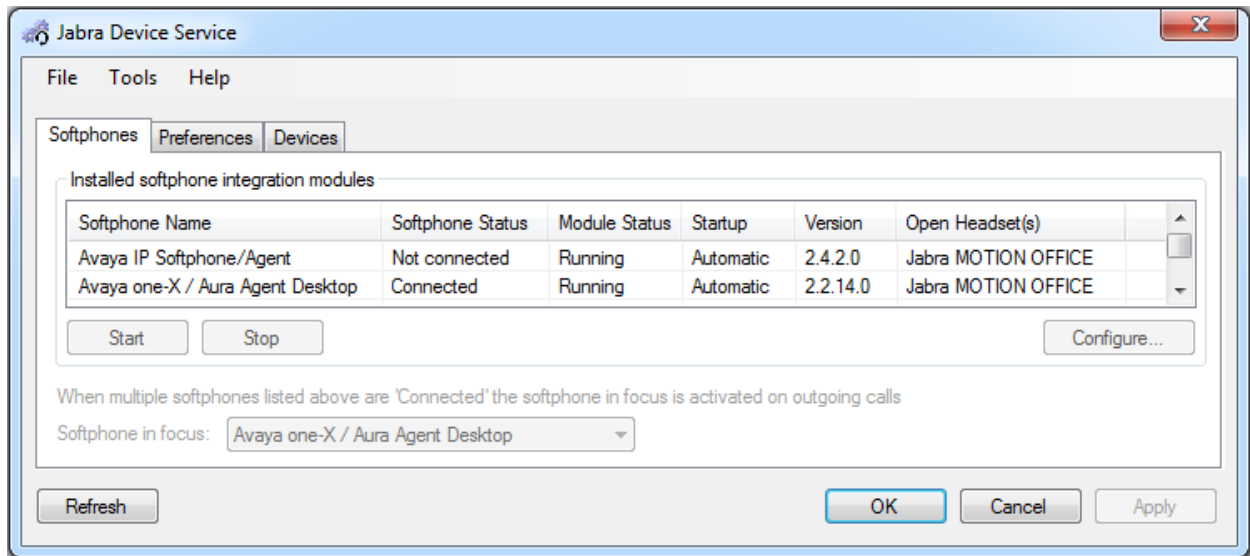 Jabra Device Service
File Tools Help
Softphones Preferences Devices
Installed softphone integration modules
Softphone Name Softphone Status Module Status Startup Version Open Headset(s)
Avaya IP Softphone/Agent Not connected Running Automatic 2.4.2.0 Jabra MOTION OFFICE
Avaya one-X / Aura Agent Desktop Connected Running Automatic 2.2.14.0 Jabra MOTION OFFICE
Start Stop Configure...
When multiple softphones listed above are 'Connected' the softphone in focus is activated on outgoing calls
Softphone in focus: Avaya one-X / Aura Agent Desktop
Refresh OK Cancel Apply